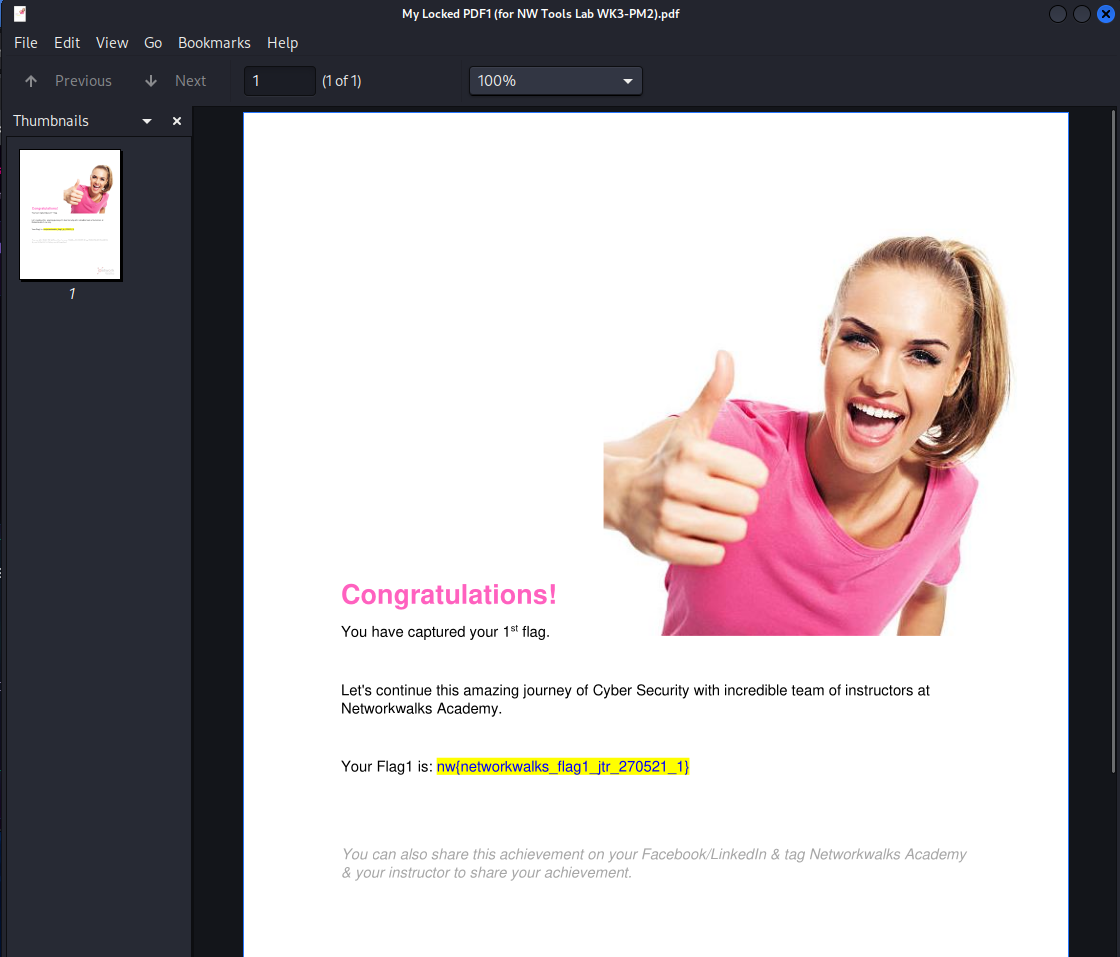 My Locked PDF1 (for NW Tools Lab WK3-PM2).pdf
File Edit View Go Bookmarks Help
Previous Next 1 (1 of 1) 100%
Thumbnails
1
Congratulations!
You have captured your 1st flag.
Let's continue this amazing journey of Cyber Security with incredible team of instructors at
Networkwalks Academy.
Your Flag1 is: nw{networkwalks_flag1_jtr_270521_1}
You can also share this achievement on your Facebook/LinkedIn & tag Networkwalks Academy
& your instructor to share your achievement.